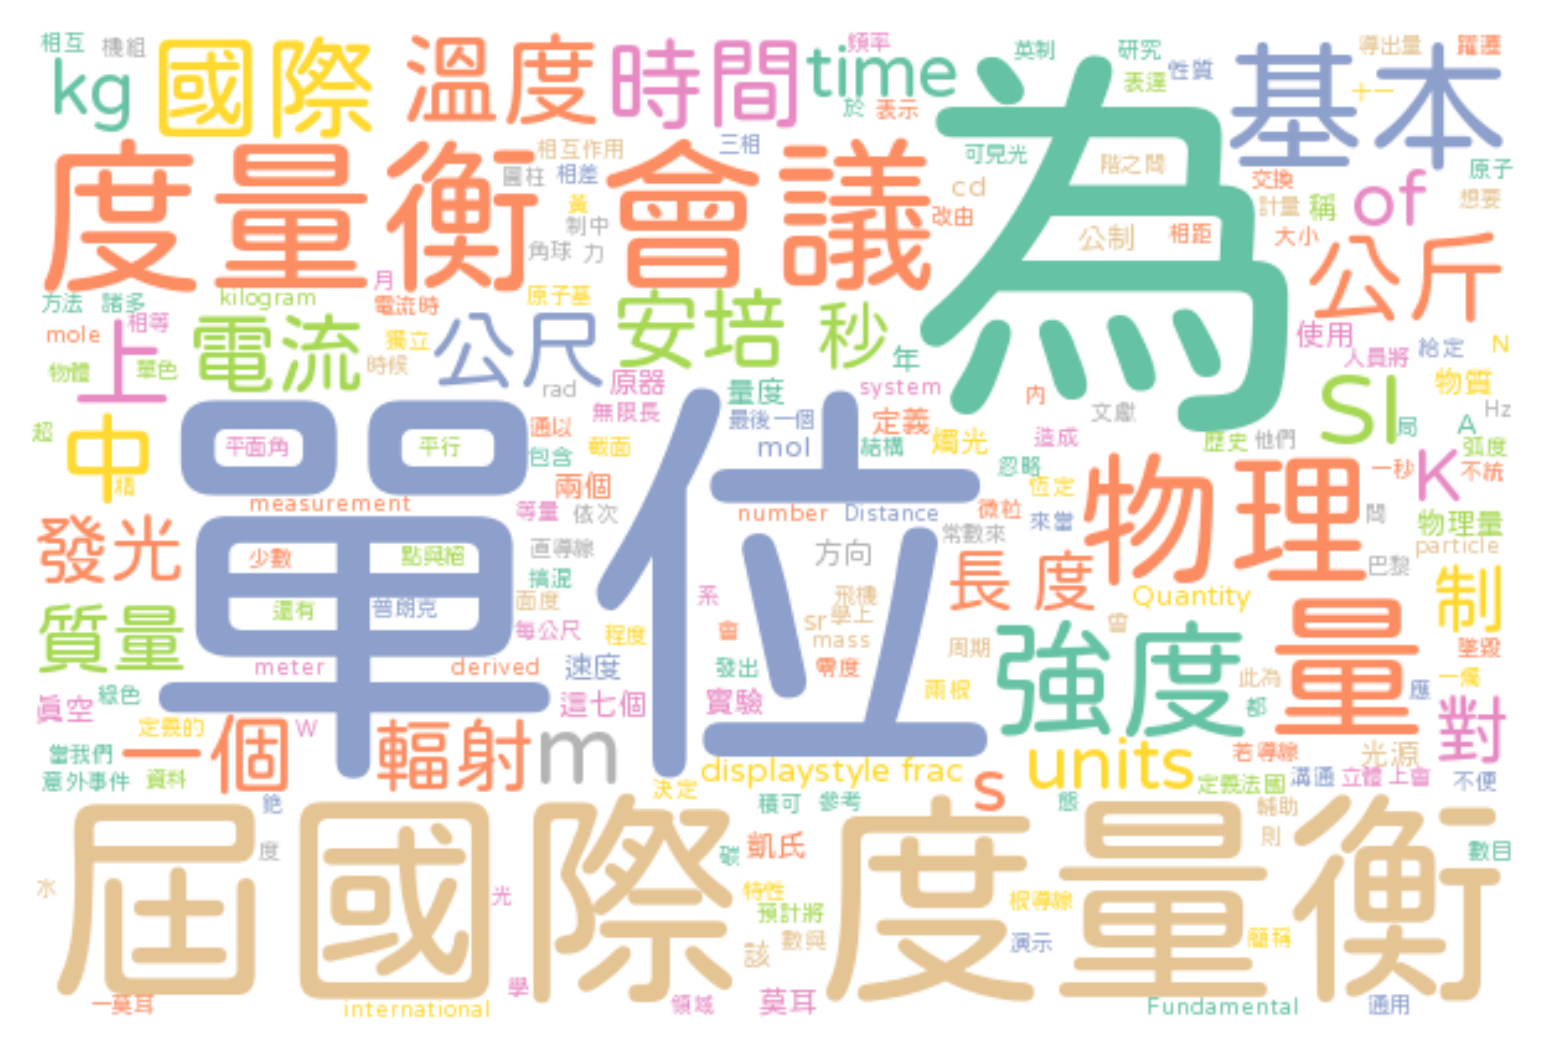 相互 機組 國際 溫度 時間 頻率 time 英制 研究 導出量 躍遷
kg 表達 性質 基本 十一
於 表示 為
度量衡 會議 相互作用 三相 可見光 階之間 原子
圓柱 相差 cd 交換 of 想要
黃 制中 改由 計量 稱
角球 力 公制 相距 大小 公斤
月
方法 諸多 kilogram 電流時 原子基
mole 相等 上 電流 獨立 公尺 安培 秒 使用
物體 單色 時候 年 人員將 給定 N
rad 原器 量度 system 物質
無限長 內 文獻 SI Hz
超 中 單位 最後一個 定義 局 A
平面角 平行 通以 截面 mol 結構 燭光 造成 歷史 他們 弧度
包含 忽略 物理 一秒 K 不統
精 兩個 恆定
measurement 等量 依次 number Distance 微粒 來當 間 物理量
發光 直導線 方向 常數來 particle
少數 點與絕 搞混 長度 巴黎
質量 還有 普朗克 面度 系 飛機 Quantity 制
sr 學上 曾
每公尺 程度 會 mass 強度 量
meter derived 速度 發出 零度 周期 墜毀
真空 綠色 這七個 實驗 兩根 此為 應 一燭
定義的 一個 W 輻射 m 都 對
當我們 units 若導線 光源
意外事件 資料 displaystyle frac s 定義法國 溝通 立體 上會 不便
決定 積可 參考 態 輔助
屆國際度量衡
銫 則
度 凱氏 數目
水 光 特性 根導線
預計將 簡稱
該 數與 演示
一莫耳 international 學 領域 莫耳 Fundamental 通用